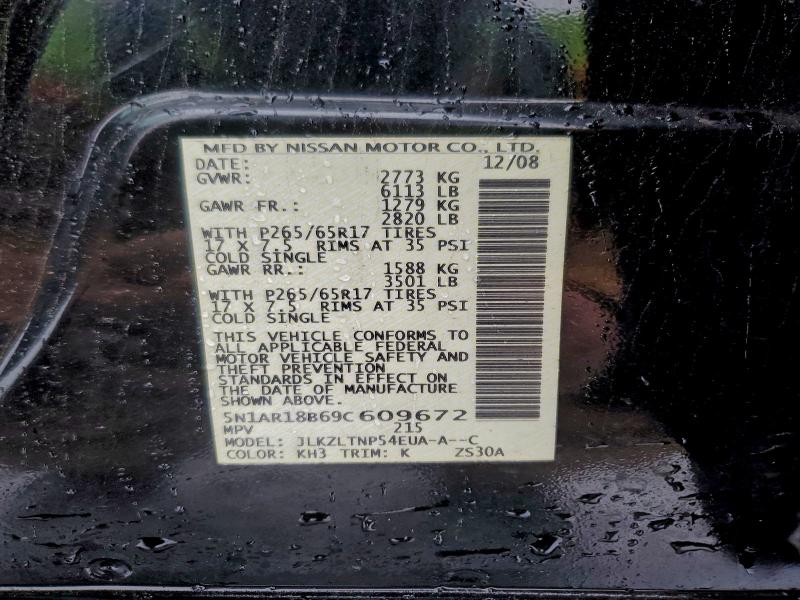 MFD BY NISSAN MOTOR CO., LTD.
DATE: 12/08
GVWR: 2773 KG
6113 LB
GAWR FR.: 1279 KG
2820 LB
WITH P265/65R17 TIRES
17 X 7.5 RIMS AT 35 PSI
COLD SINGLE
GAWR RR.: 1588 KG
3501 LB
WITH P265/65R17 TIRES
17 X 7.5 RIMS AT 35 PSI
COLD SINGLE
THIS VEHICLE CONFORMS TO
ALL APPLICABLE FEDERAL
MOTOR VEHICLE SAFETY AND
THEFT PREVENTION
STANDARDS IN EFFECT ON
THE DATE OF MANUFACTURE
SHOWN ABOVE.
5N1AR18B69C 609672
MPV 215
MODEL: JLKZLTNP54EUA-A--C
COLOR: KH3 TRIM: K ZS30A